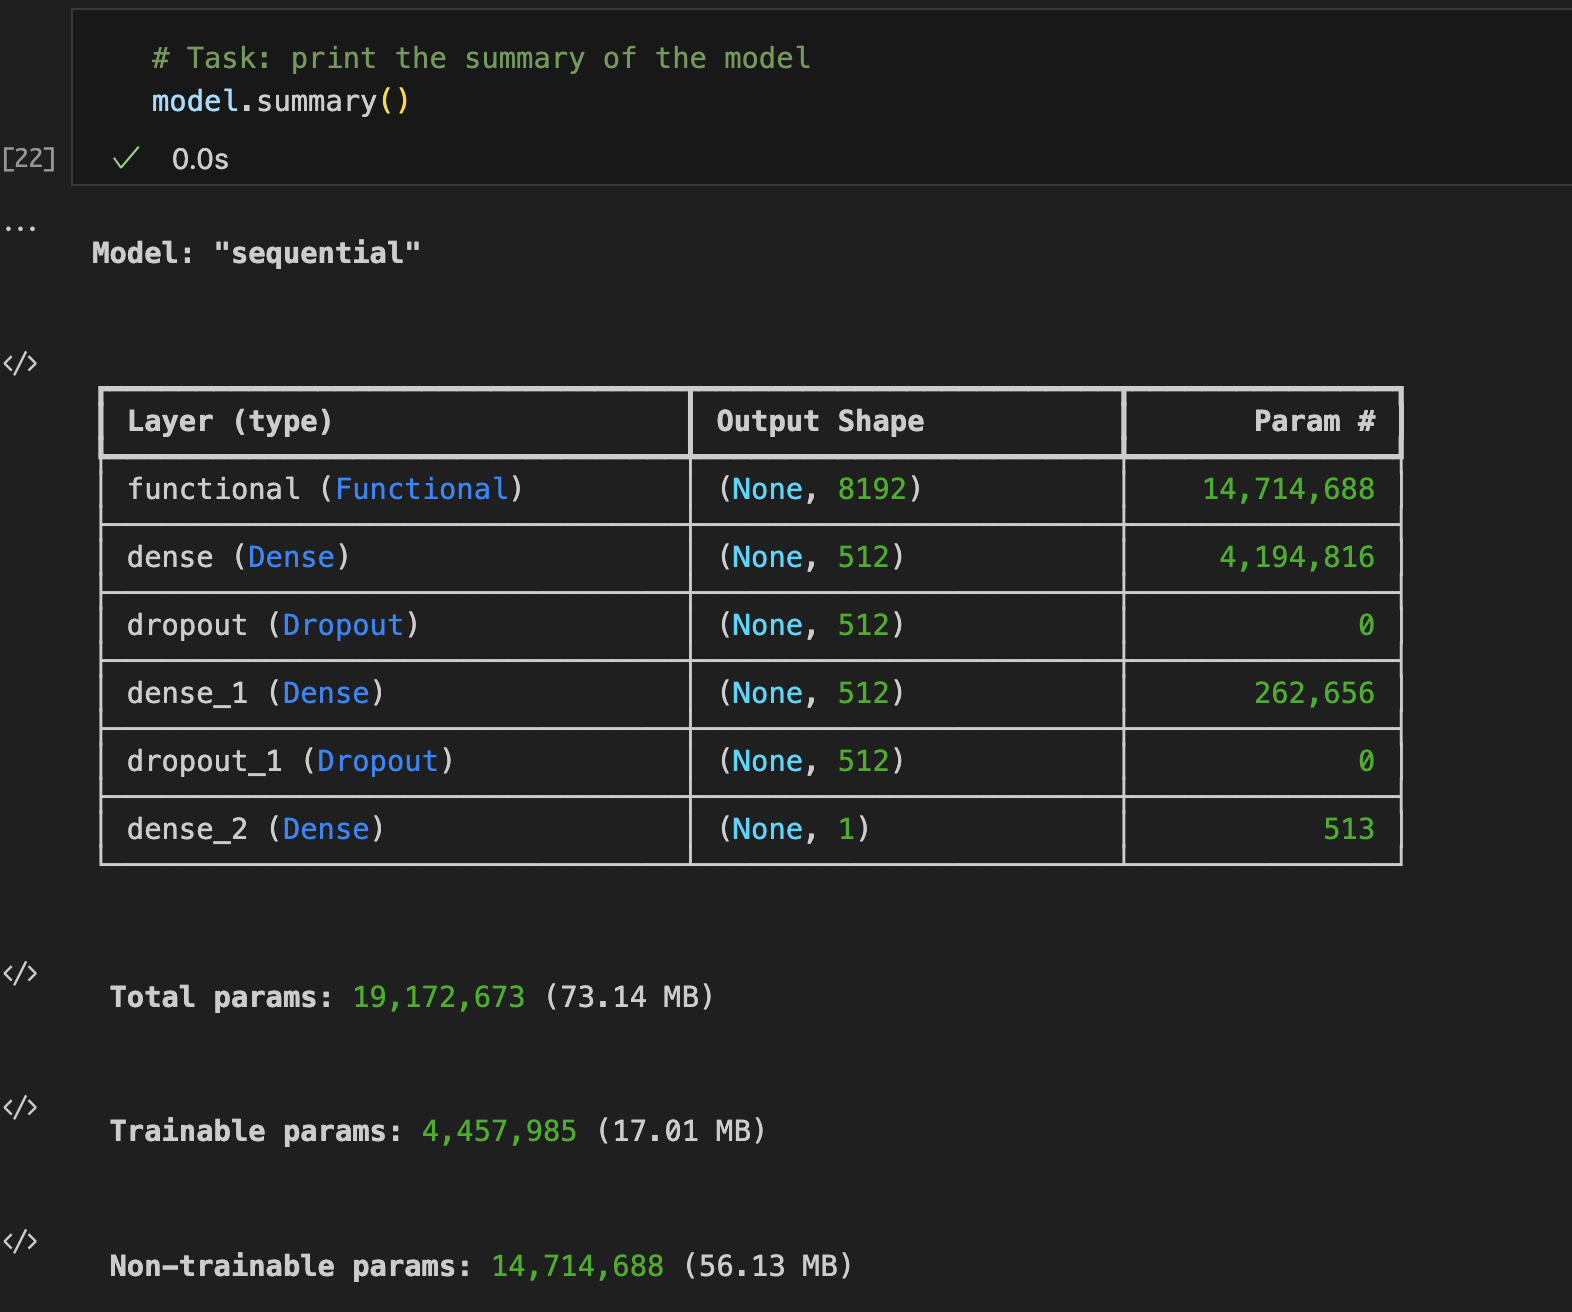 # Task: print the summary of the model
model.summary()
[22] 0.0s
...
Model: "sequential"
</>
Layer (type) Output Shape Param #
functional (Functional) (None, 8192) 14,714,688
dense (Dense) (None, 512) 4,194,816
dropout (Dropout) (None, 512) 0
dense_1 (Dense) (None, 512) 262,656
dropout_1 (Dropout) (None, 512) 0
dense_2 (Dense) (None, 1) 513
</>
Total params: 19,172,673 (73.14 MB)
</>
Trainable params: 4,457,985 (17.01 MB)
</>
Non-trainable params: 14,714,688 (56.13 MB)